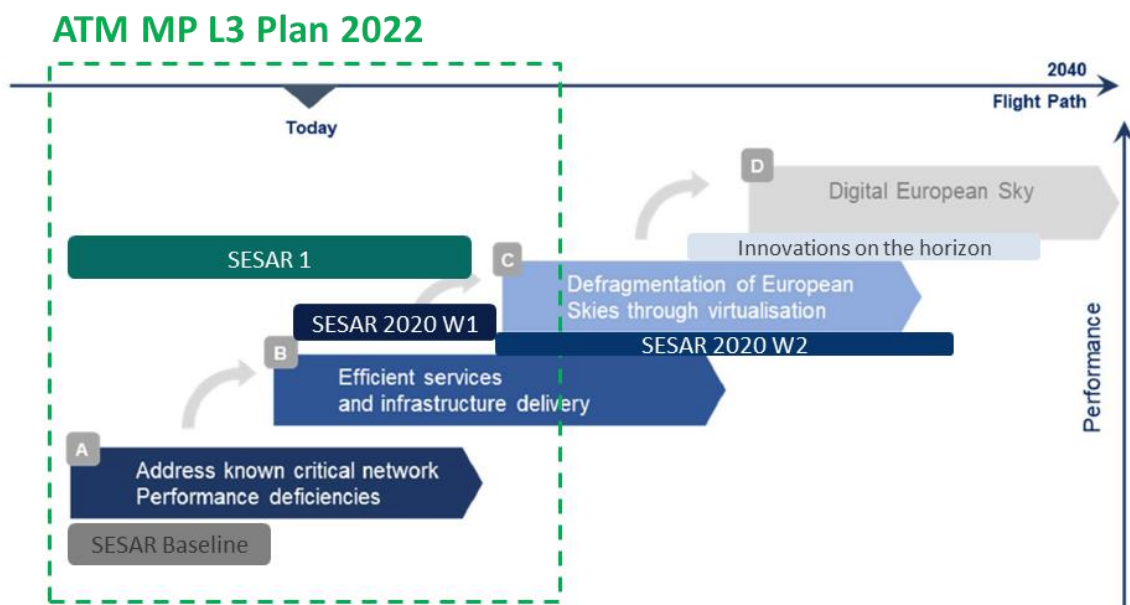 ATM MP L3 Plan 2022
2040
Flight Path
Today
D
Digital European Sky
Innovations on the horizon
SESAR 1
C
Defragmentation of European
Skies through virtualisation
SESAR 2020 W1
SESAR 2020 W2
B
Efficient services
and infrastructure delivery
Performance
A
Address known critical network
Performance deficiencies
SESAR Baseline